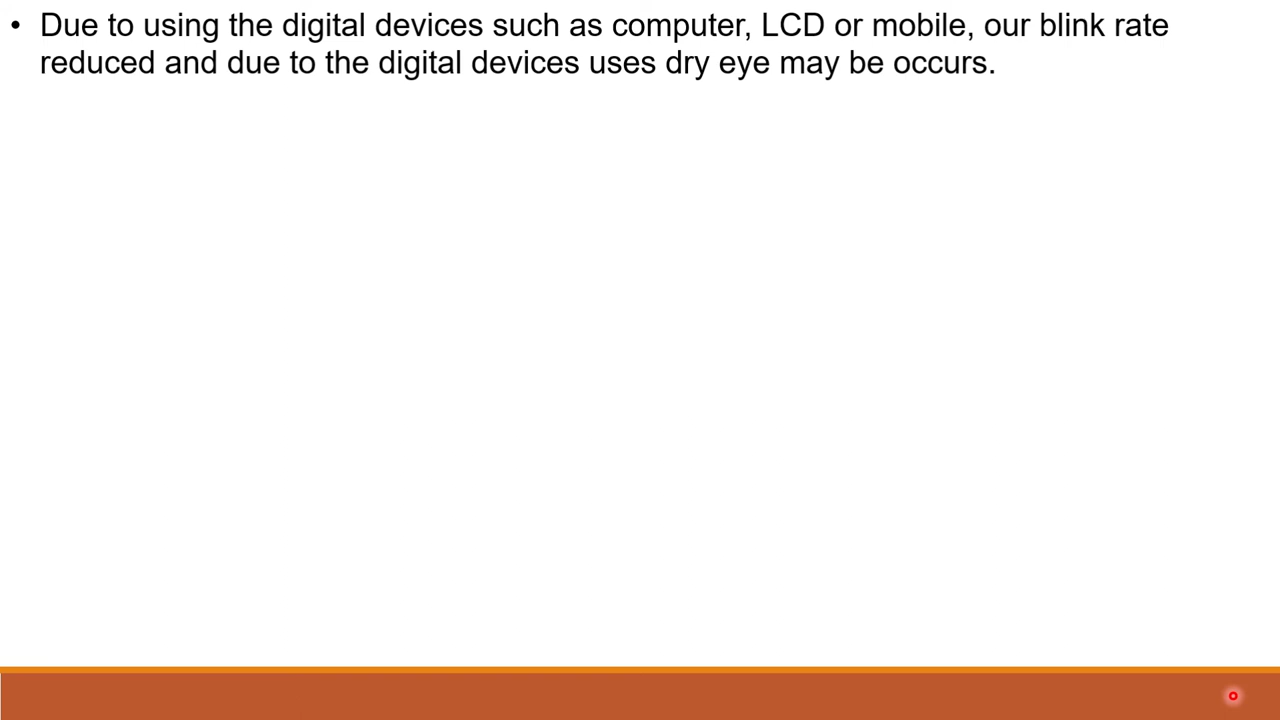 • Due to using the digital devices such as computer, LCD or mobile, our blink rate
reduced and due to the digital devices uses dry eye may be occurs.